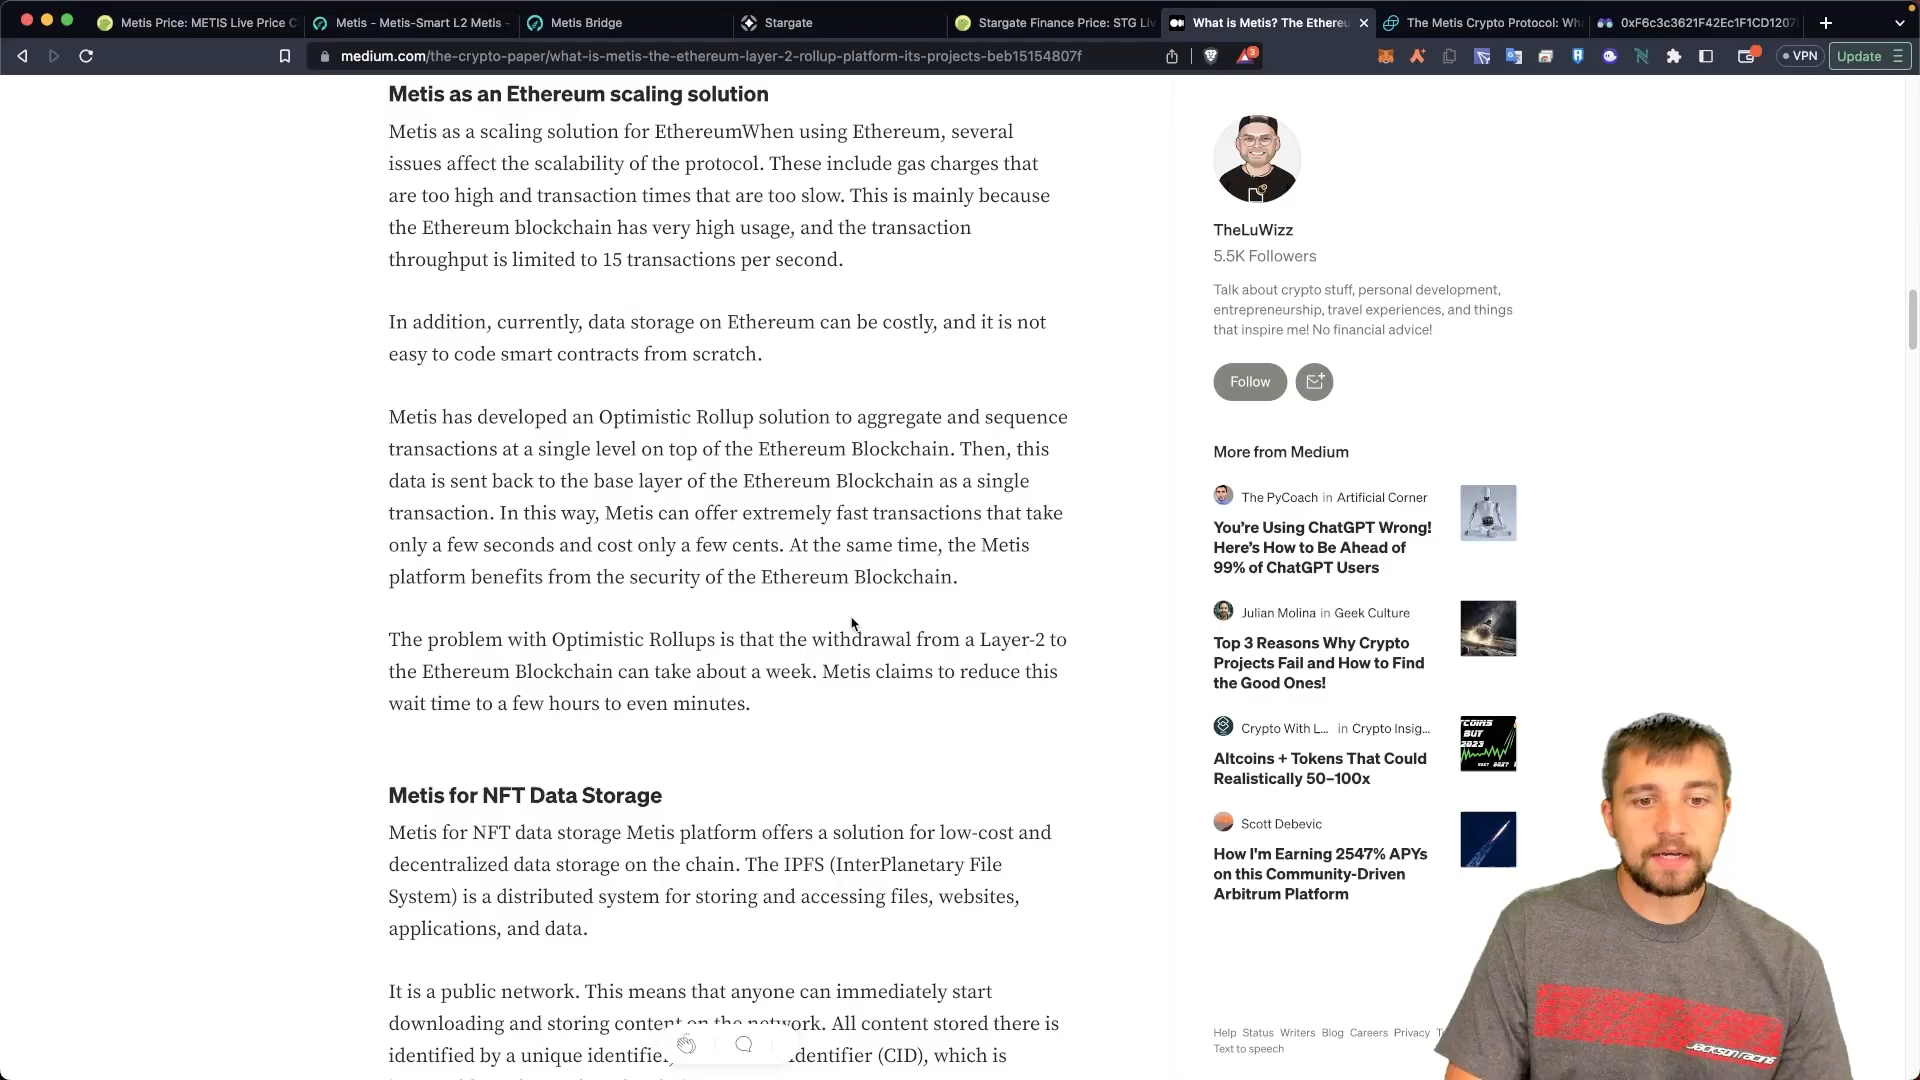 Metis Price: METIS Live Price C
Metis - Metis-Smart L2 Metis -
Metis Bridge
Stargate
Stargate Finance Price: STG Liv
What is Metis? The Ethereu
The Metis Crypto Protocol: Wha
0xF6c3c3621F42Ec1F1CD1207
medium.com/the-crypto-paper/what-is-metis-the-ethereum-layer-2-rollup-platform-its-projects-beb15154807f
3
VPN
Update
Metis as an Ethereum scaling solution
Metis as a scaling solution for EthereumWhen using Ethereum, several
issues affect the scalability of the protocol. These include gas charges that
are too high and transaction times that are too slow. This is mainly because
the Ethereum blockchain has very high usage, and the transaction
throughput is limited to 15 transactions per second.
In addition, currently, data storage on Ethereum can be costly, and it is not
easy to code smart contracts from scratch.
Metis has developed an Optimistic Rollup solution to aggregate and sequence
transactions at a single level on top of the Ethereum Blockchain. Then, this
data is sent back to the base layer of the Ethereum Blockchain as a single
transaction. In this way, Metis can offer extremely fast transactions that take
only a few seconds and cost only a few cents. At the same time, the Metis
platform benefits from the security of the Ethereum Blockchain.
The problem with Optimistic Rollups is that the withdrawal from a Layer-2 to
the Ethereum Blockchain can take about a week. Metis claims to reduce this
wait time to a few hours to even minutes.
Metis for NFT Data Storage
Metis for NFT data storage Metis platform offers a solution for low-cost and
decentralized data storage on the chain. The IPFS (InterPlanetary File
System) is a distributed system for storing and accessing files, websites,
applications, and data.
It is a public network. This means that anyone can immediately start
downloading and storing content on the network. All content stored there is
identified by a unique identifier, dentifier (CID), which is
TheLuWizz
5.5K Followers
Talk about crypto stuff, personal development,
entrepreneurship, travel experiences, and things
that inspire me! No financial advice!
Follow
More from Medium
The PyCoach in Artificial Corner
You're Using ChatGPT Wrong!
Here's How to Be Ahead of
99% of ChatGPT Users
Julian Molina in Geek Culture
Top 3 Reasons Why Crypto
Projects Fail and How to Find
the Good Ones!
Crypto With L... in Crypto Insig...
Altcoins + Tokens That Could
Realistically 50–100x
Scott Debevic
How I'm Earning 2547% APYs
on this Community-Driven
Arbitrum Platform
Help Status Writers Blog Careers Privacy T
Text to speech
JACKSON RACING